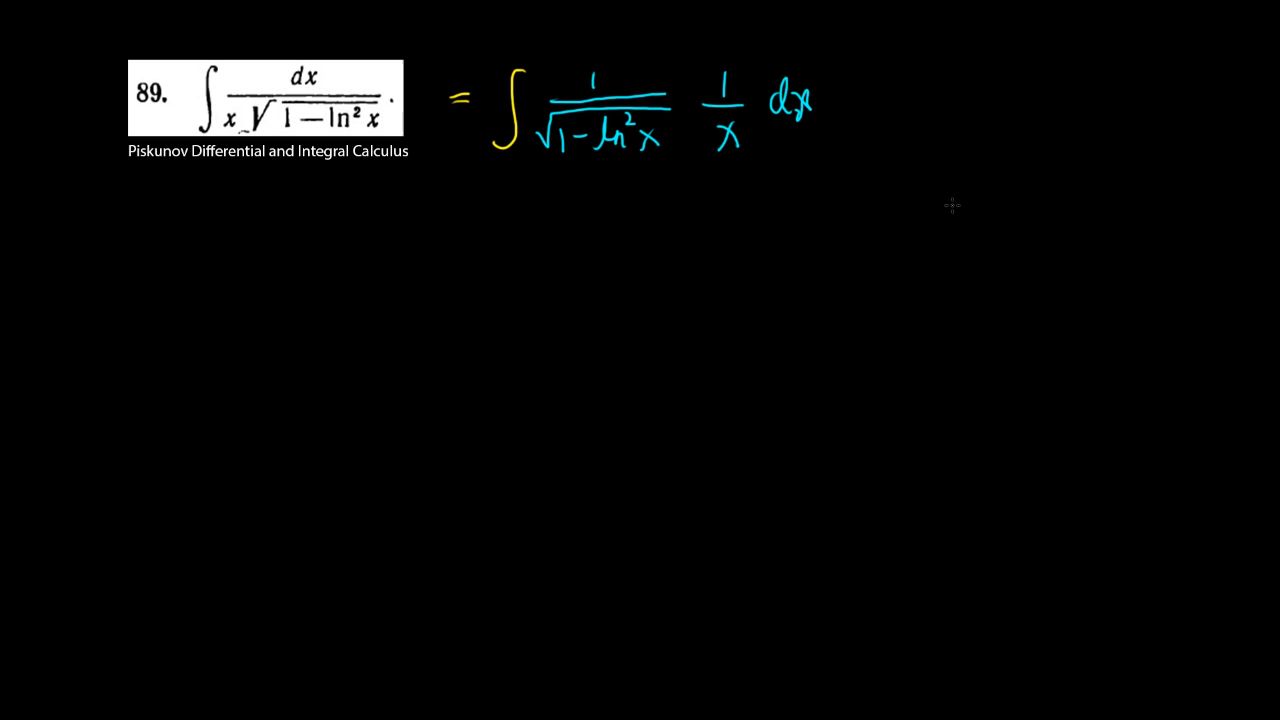 89. ∫ dx / (x √(1 − ln² x)) . = ∫ 1/√(1 − ln² x) 1/x dx
Piskunov Differential and Integral Calculus